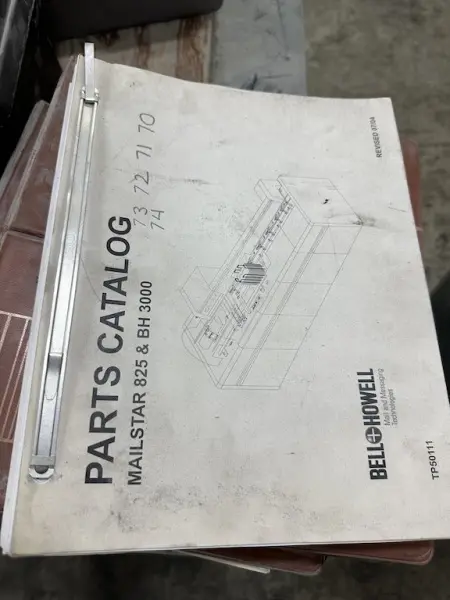 PARTS CATALOG
MAILSTAR 825 & BH 3000
73 72 71 70
74
BELL+HOWELL
Mail and Messaging
Technologies
TP50111
REVISED 07/04